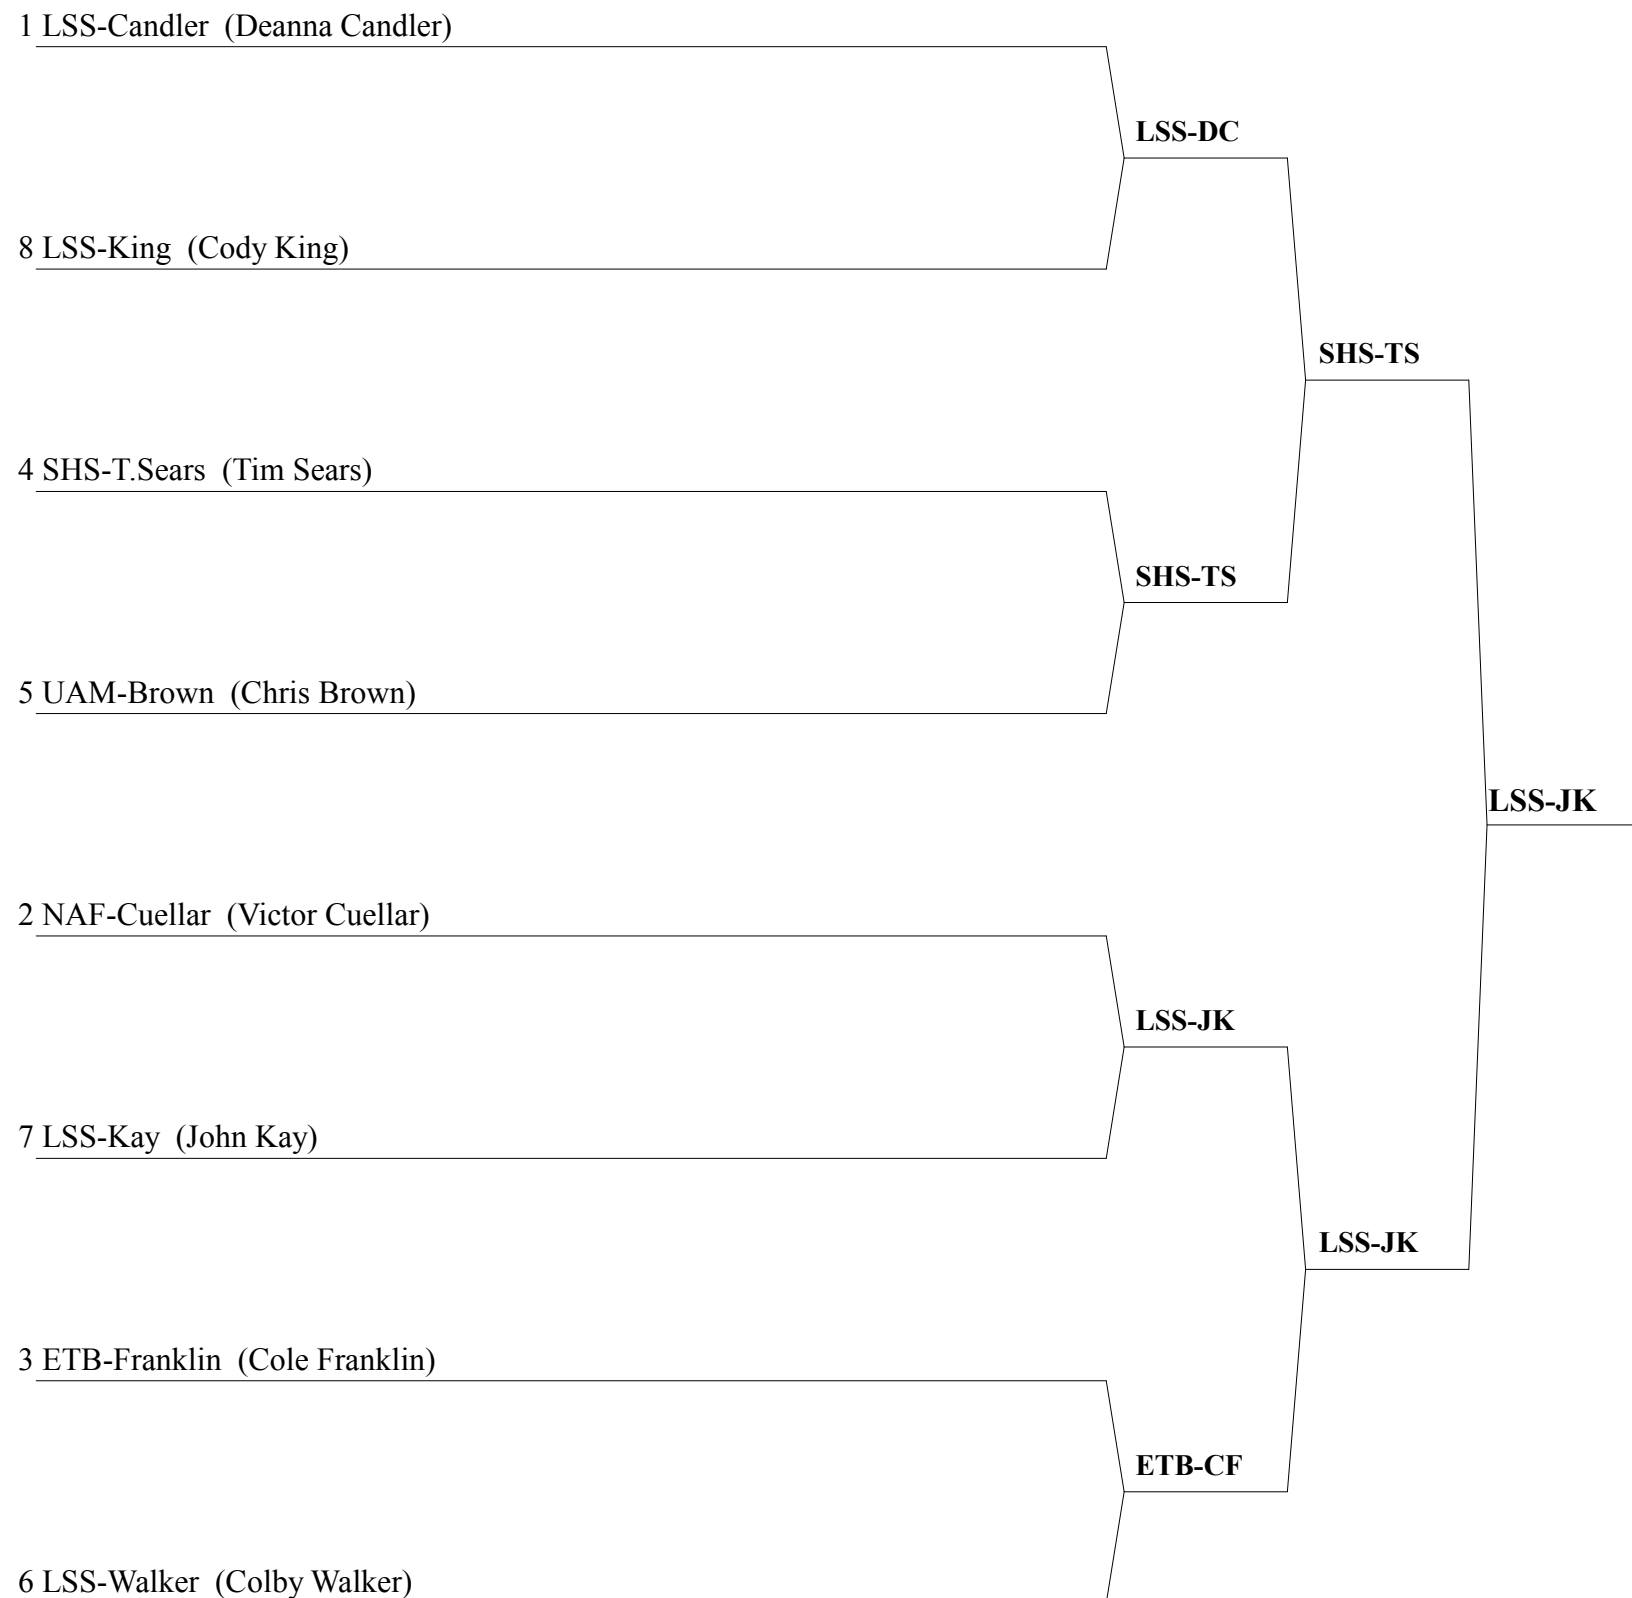 1 LSS-Candler (Deanna Candler)
LSS-DC
8 LSS-King (Cody King)
SHS-TS
4 SHS-T.Sears (Tim Sears)
SHS-TS
5 UAM-Brown (Chris Brown)
LSS-JK
2 NAF-Cuellar (Victor Cuellar)
LSS-JK
7 LSS-Kay (John Kay)
LSS-JK
3 ETB-Franklin (Cole Franklin)
ETB-CF
6 LSS-Walker (Colby Walker)